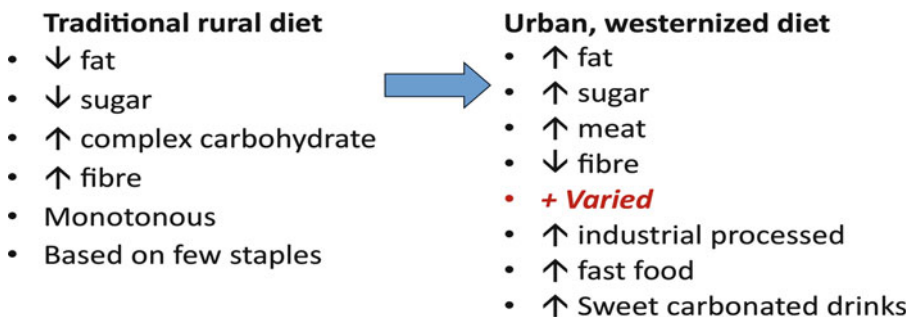 Traditional rural diet
• ↓ fat
• ↓ sugar
• ↑ complex carbohydrate
• ↑ fibre
• Monotonous
• Based on few staples
Urban, westernized diet
• ↑ fat
• ↑ sugar
• ↑ meat
• ↓ fibre
• + Varied
• ↑ industrial processed
• ↑ fast food
• ↑ Sweet carbonated drinks